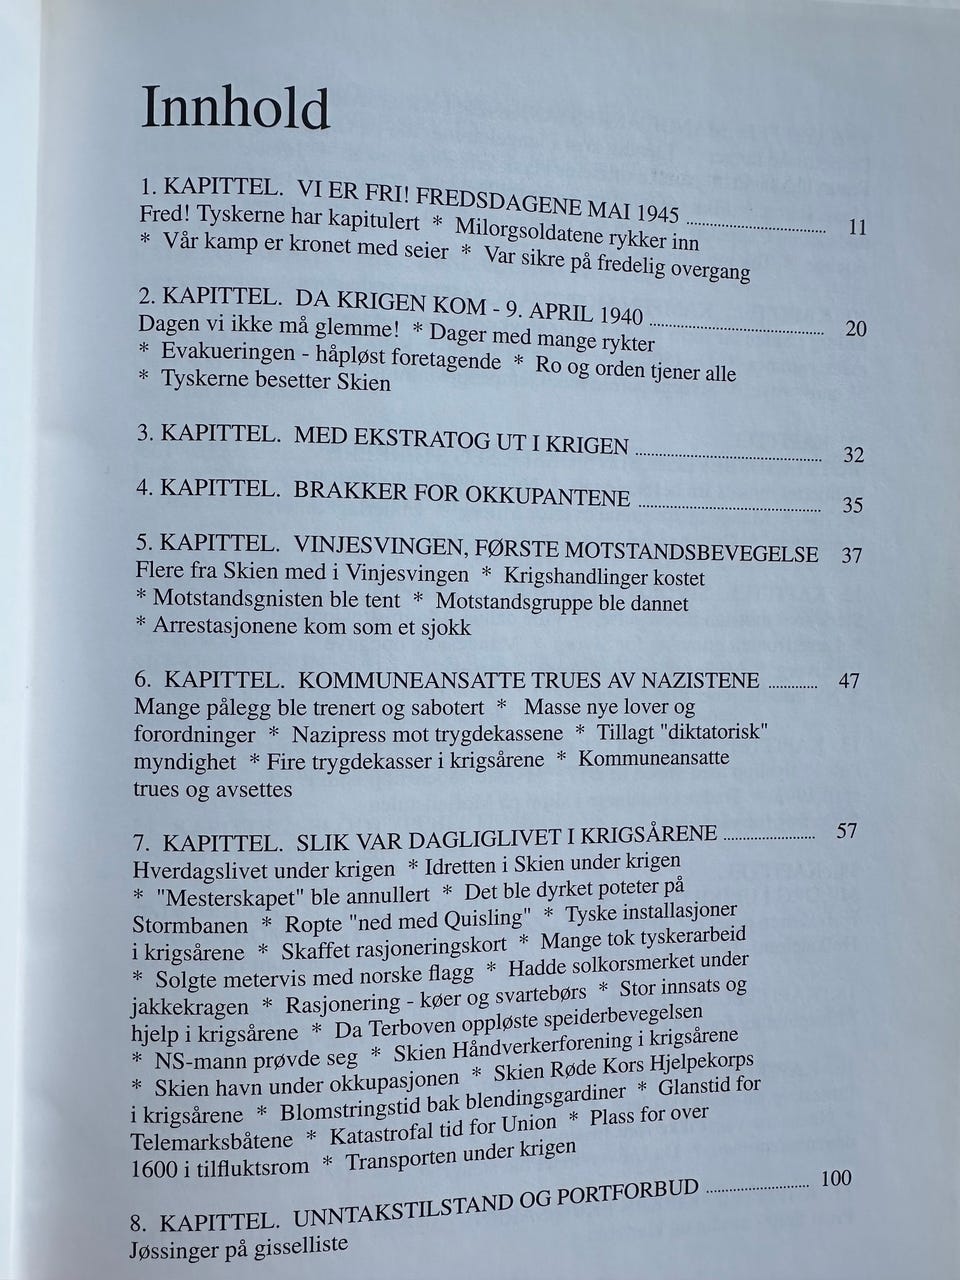 Innhold
1. KAPITTEL. VI ER FRI! FREDSDAGENE MAI 1945 .................................... 11
Fred! Tyskerne har kapitulert * Milorgsoldatene rykker inn
* Vår kamp er kronet med seier * Var sikre på fredelig overgang
2. KAPITTEL. DA KRIGEN KOM - 9. APRIL 1940 ............................................. 20
Dagen vi ikke må glemme! * Dager med mange rykter
* Evakueringen - håpløst foretagende * Ro og orden tjener alle
* Tyskerne besetter Skien
3. KAPITTEL. MED EKSTRATOG UT I KRIGEN ................................................ 32
4. KAPITTEL. BRAKKER FOR OKKUPANTENE ............................................... 35
5. KAPITTEL. VINJESVINGEN, FØRSTE MOTSTANDSBEVEGELSE 37
Flere fra Skien med i Vinjesvingen * Krigshandlinger kostet
* Motstandsgnisten ble tent * Motstandsgruppe ble dannet
* Arrestasjonene kom som et sjokk
6. KAPITTEL. KOMMUNEANSATTE TRUES AV NAZISTENE ............. 47
Mange pålegg ble trenert og sabotert * Masse nye lover og
forordninger * Nazipress mot trygdekassene * Tillagt "diktatorisk"
myndighet * Fire trygdekasser i krigsårene * Kommuneansatte
trues og avsettes
7. KAPITTEL. SLIK VAR DAGLIGLIVET I KRIGSÅRENE ........................ 57
Hverdagslivet under krigen * Idretten i Skien under krigen
* "Mesterskapet" ble annullert * Det ble dyrket poteter på
Stormbanen * Ropte "ned med Quisling" * Tyske installasjoner
i krigsårene * Skaffet rasjoneringskort * Mange tok tyskerarbeid
* Solgte metervis med norske flagg * Hadde solkorsmerket under
jakkekragen * Rasjonering - køer og svartebørs * Stor innsats og
hjelp i krigsårene * Da Terboven oppløste speiderbevegelsen
* NS-mann prøvde seg * Skien Håndverkerforening i krigsårene
* Skien havn under okkupasjonen * Skien Røde Kors Hjelpekorps
i krigsårene * Blomstringstid bak blendingsgardiner * Glanstid for
Telemarksbåtene * Katastrofal tid for Union * Plass for over
1600 i tilfluktsrom * Transporten under krigen
8. KAPITTEL. UNNTAKSTILSTAND OG PORTFORBUD ........................... 100
Jøssinger på gisselliste